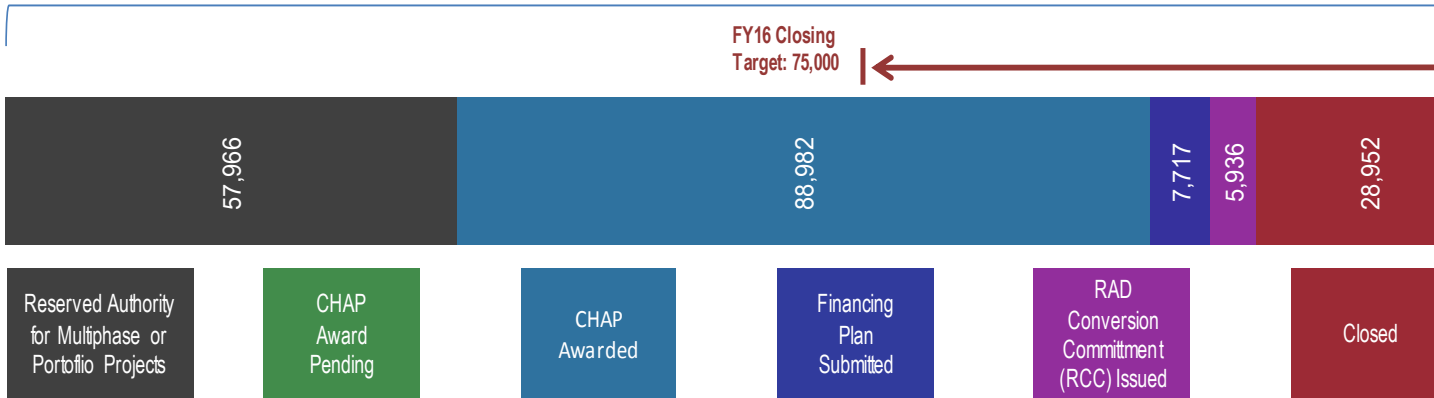 FY16 Closing
Target: 75,000
57,966
88,982
7,717
5,936
28,952
Reserved Authority
for Multiphase or
Portoflio Projects
CHAP
Award
Pending
CHAP
Awarded
Financing
Plan
Submitted
RAD
Conversion
Committment
(RCC) Issued
Closed